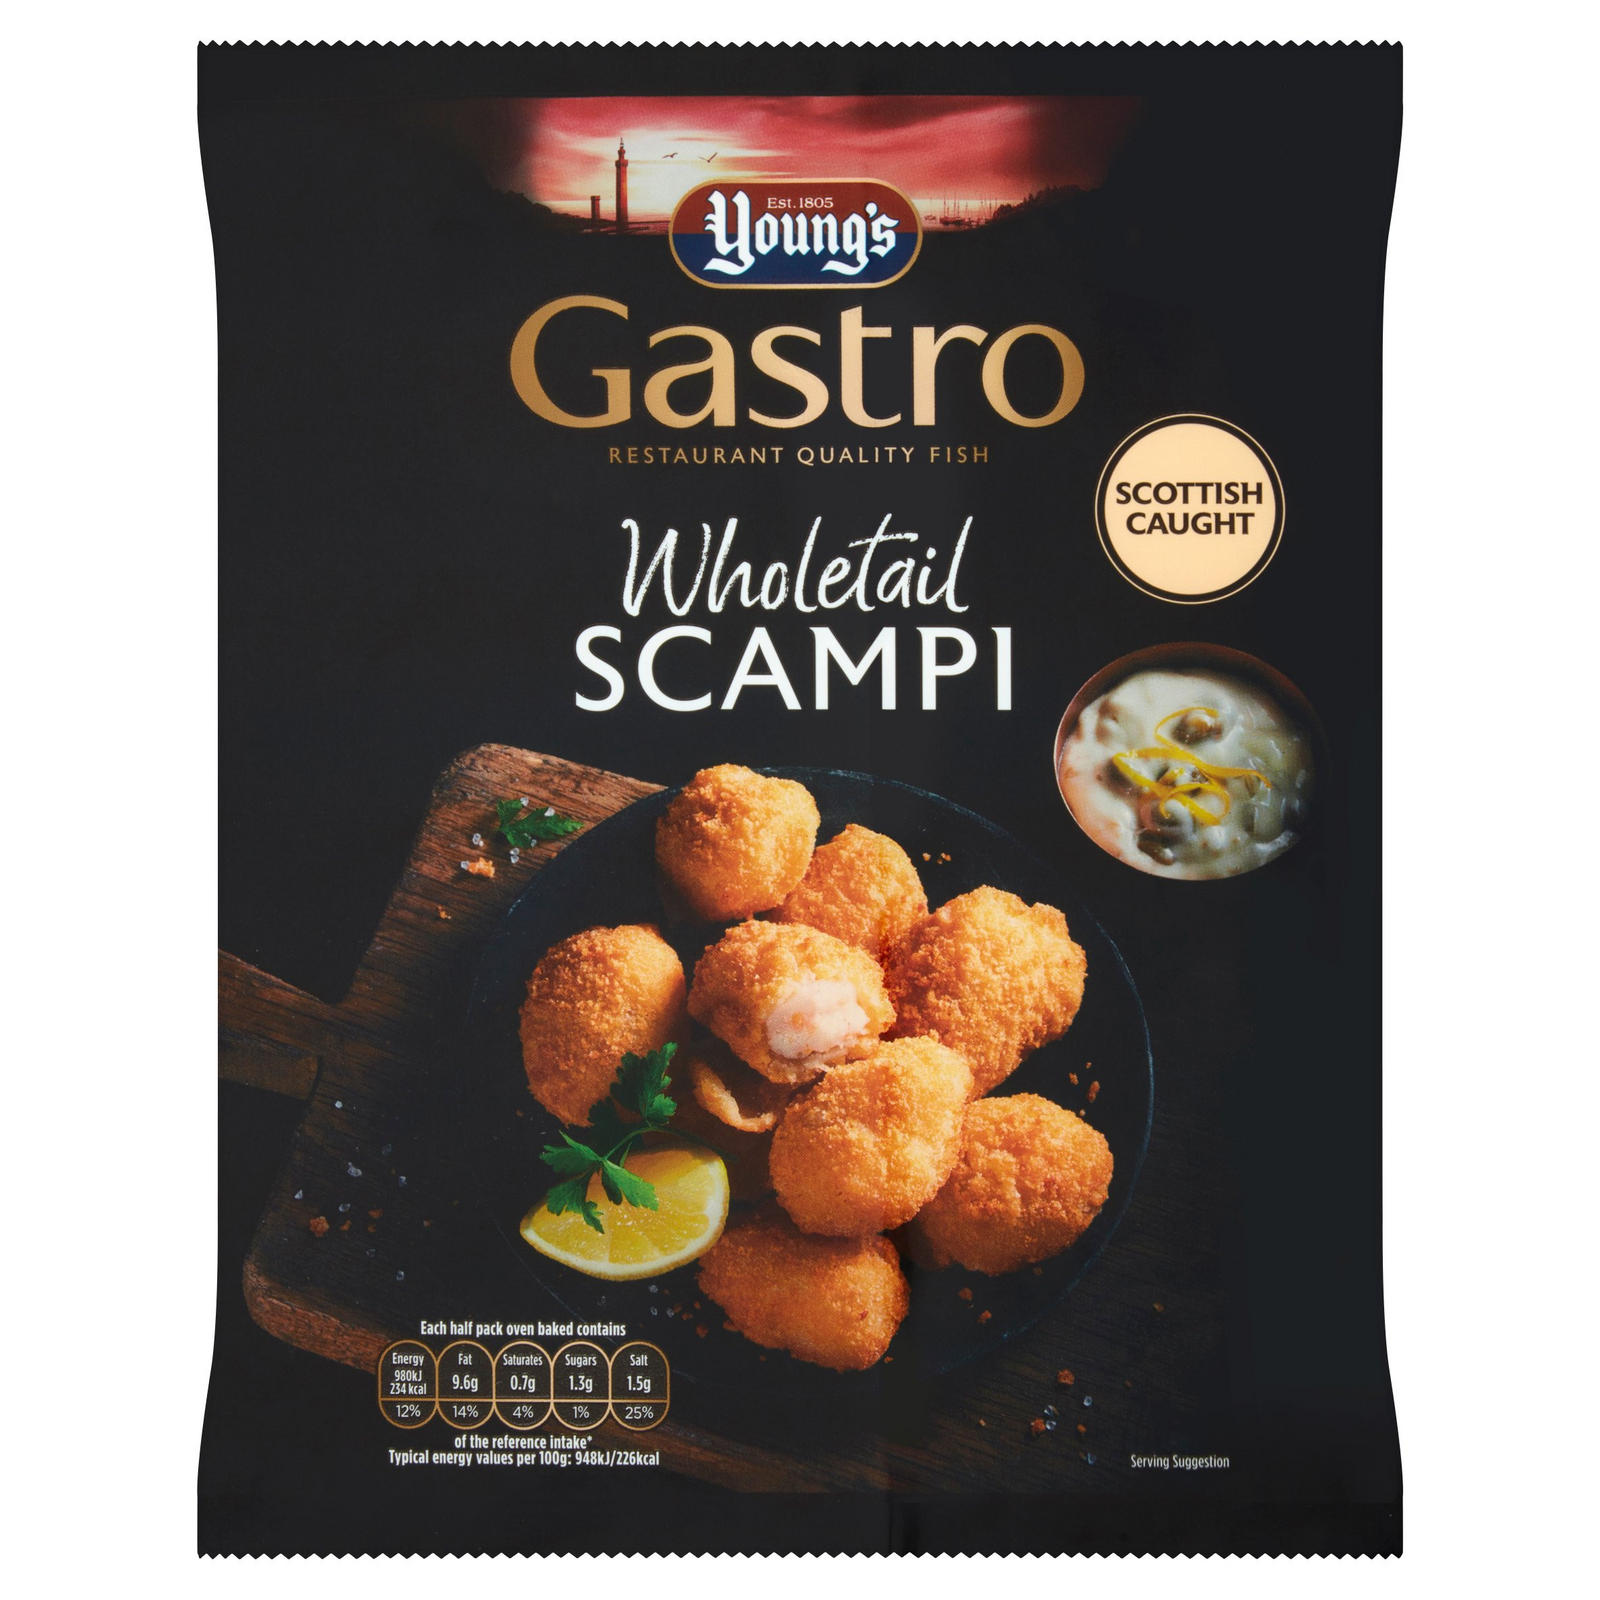 Est. 1805
Young's
Gastro
RESTAURANT QUALITY FISH
SCOTTISH
CAUGHT
Wholetail
SCAMPI
Each half pack oven baked contains
Energy Fat Saturates Sugars Salt
980kJ
234 kcal 9.6g 0.7g 1.3g 1.5g
12% 14% 4% 1% 25%
of the reference intake*
Typical energy values per 100g: 948kJ/226kcal
Serving Suggestion